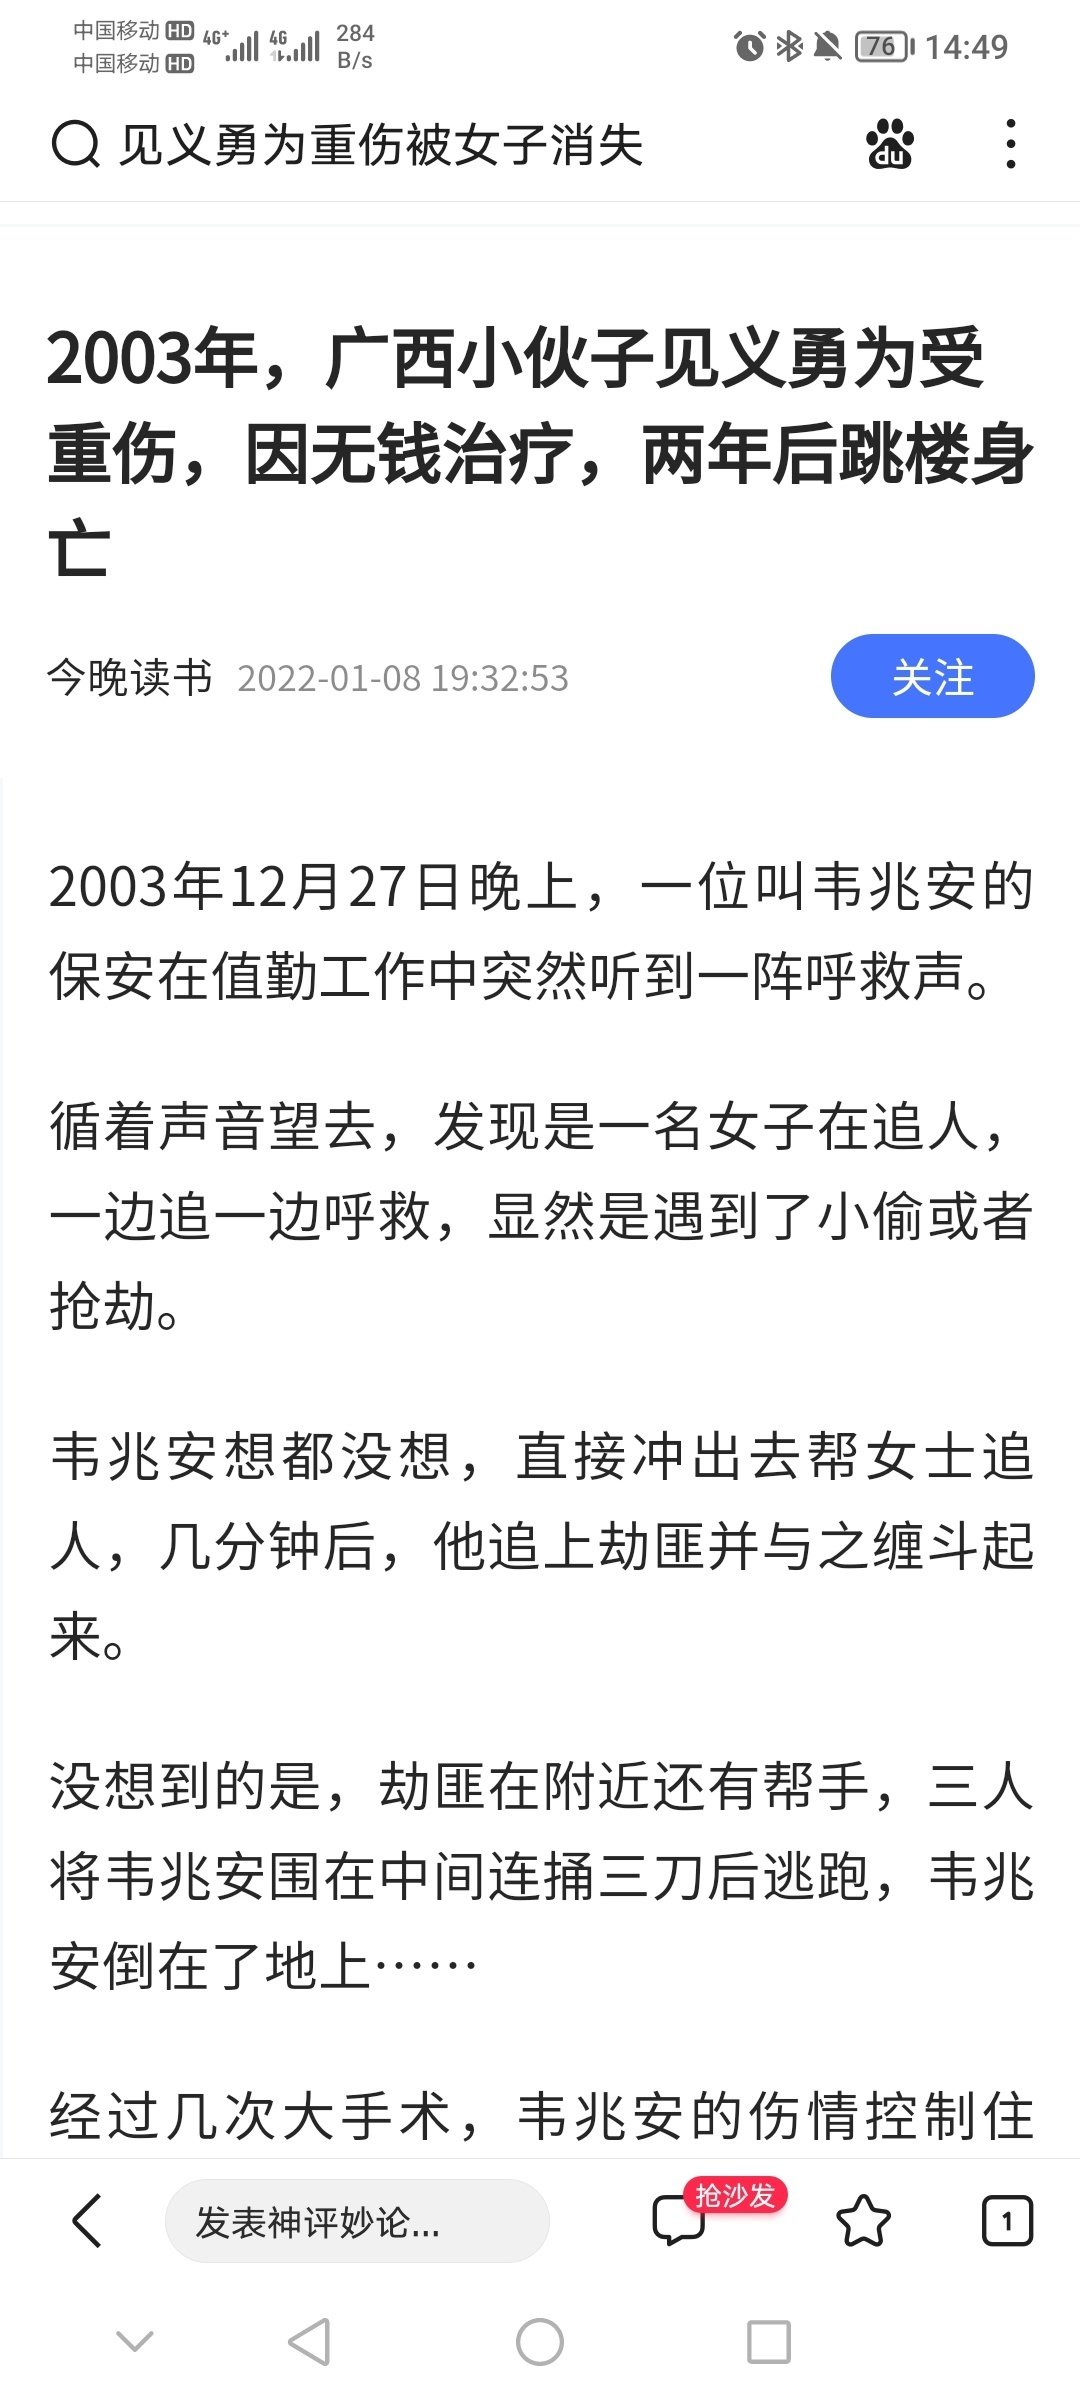 中国移动 HD 4G+ 4G 284 B/s 76 14:49
中国移动 HD
见义勇为重伤被女子消失 du
2003年，广西小伙子见义勇为受
重伤，因无钱治疗，两年后跳楼身
亡
今晚读书 2022-01-08 19:32:53 关注
2003年12月27日晚上，一位叫韦兆安的
保安在值勤工作中突然听到一阵呼救声。
循着声音望去，发现是一名女子在追人，
一边追一边呼救，显然是遇到了小偷或者
抢劫。
韦兆安想都没想，直接冲出去帮女士追
人，几分钟后，他追上劫匪并与之缠斗起
来。
没想到的是，劫匪在附近还有帮手，三人
将韦兆安围在中间连捅三刀后逃跑，韦兆
安倒在了地上……
经过几次大手术，韦兆安的伤情控制住
发表神评妙论... 抢沙发 1